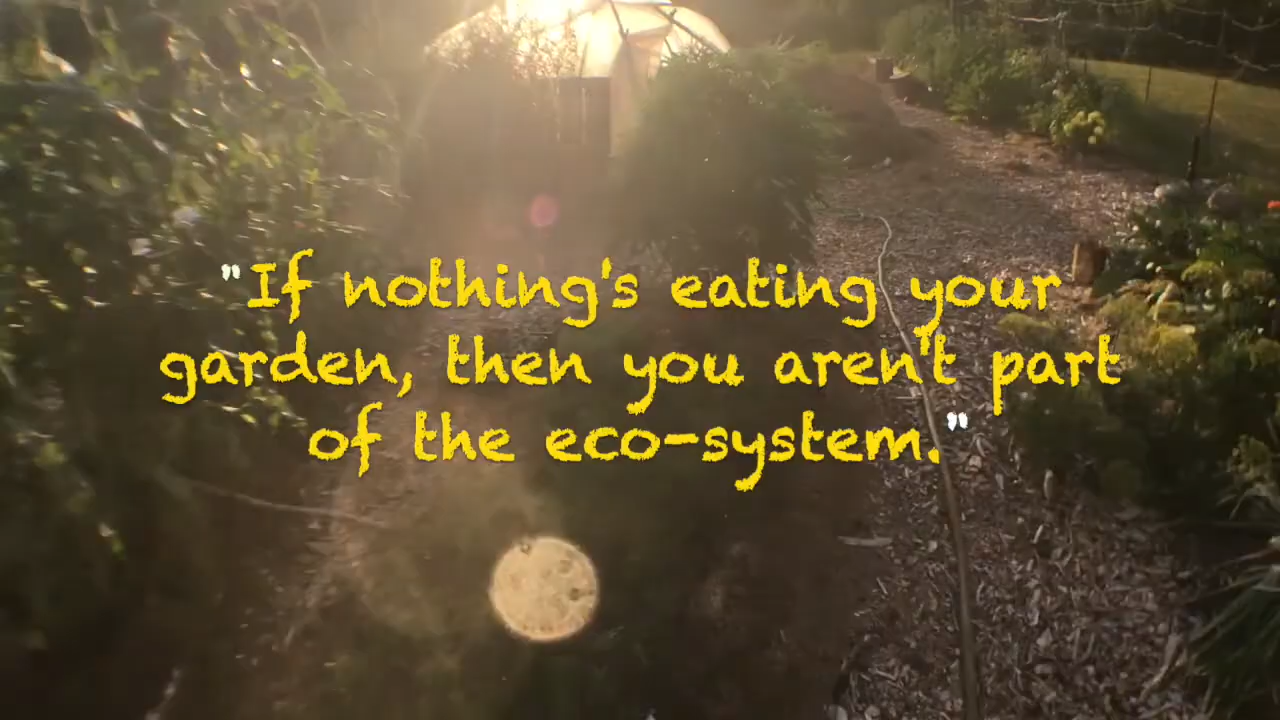 "If nothing's eating your
garden, then you aren't part
of the eco-system."